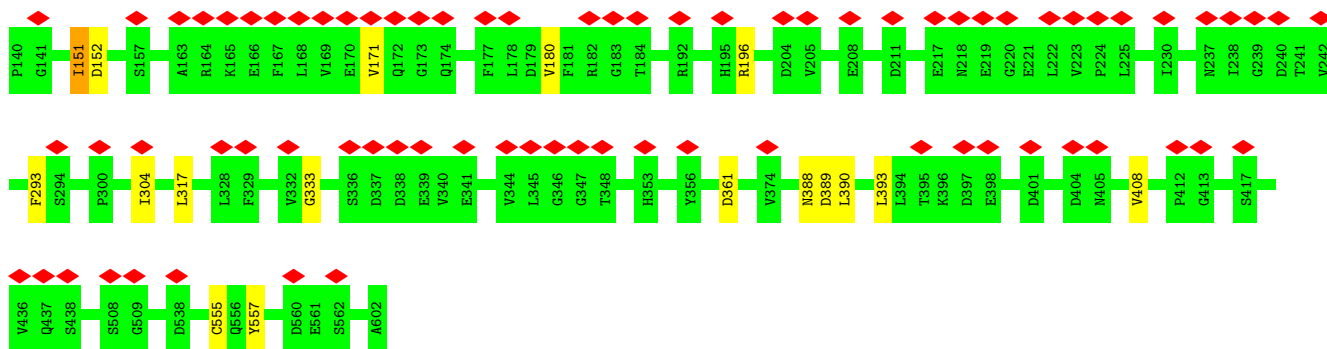 P140 G141 I151 D152 S157 A163 R164 K165 E166 F167 L168 V169 E170 V171 Q172 G173 Q174 F177 L178 D179 V180 F181 R182 G183 T184 R192 H195 R196 D204 V205 E208 D211 E217 N218 E219 G220 E221 L222 V223 P224 L225 I230 N237 I238 G239 D240 T241 V242
F293 S294 P300 I304 L317 L328 F329 V332 G333 S336 D337 D338 E339 V340 E341 V344 L345 G346 G347 T348 H353 Y356 D361 V374 N388 D389 L390 L393 L394 T395 K396 D397 E398 D401 D404 N405 V408 P412 G413 S417
V436 Q437 S438 S508 G509 D538 C555 Q556 Y557 D560 E561 S562 A602